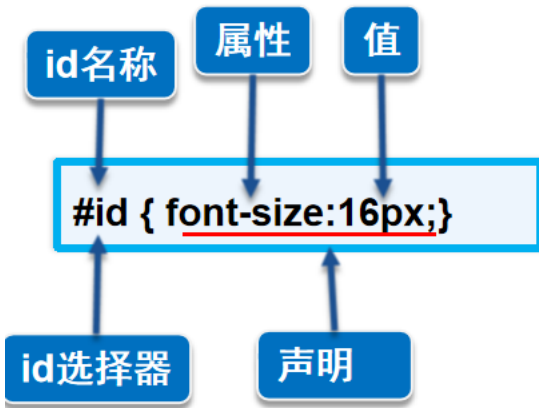 id名称
属性
值
#id { font-size:16px;}
id选择器
声明